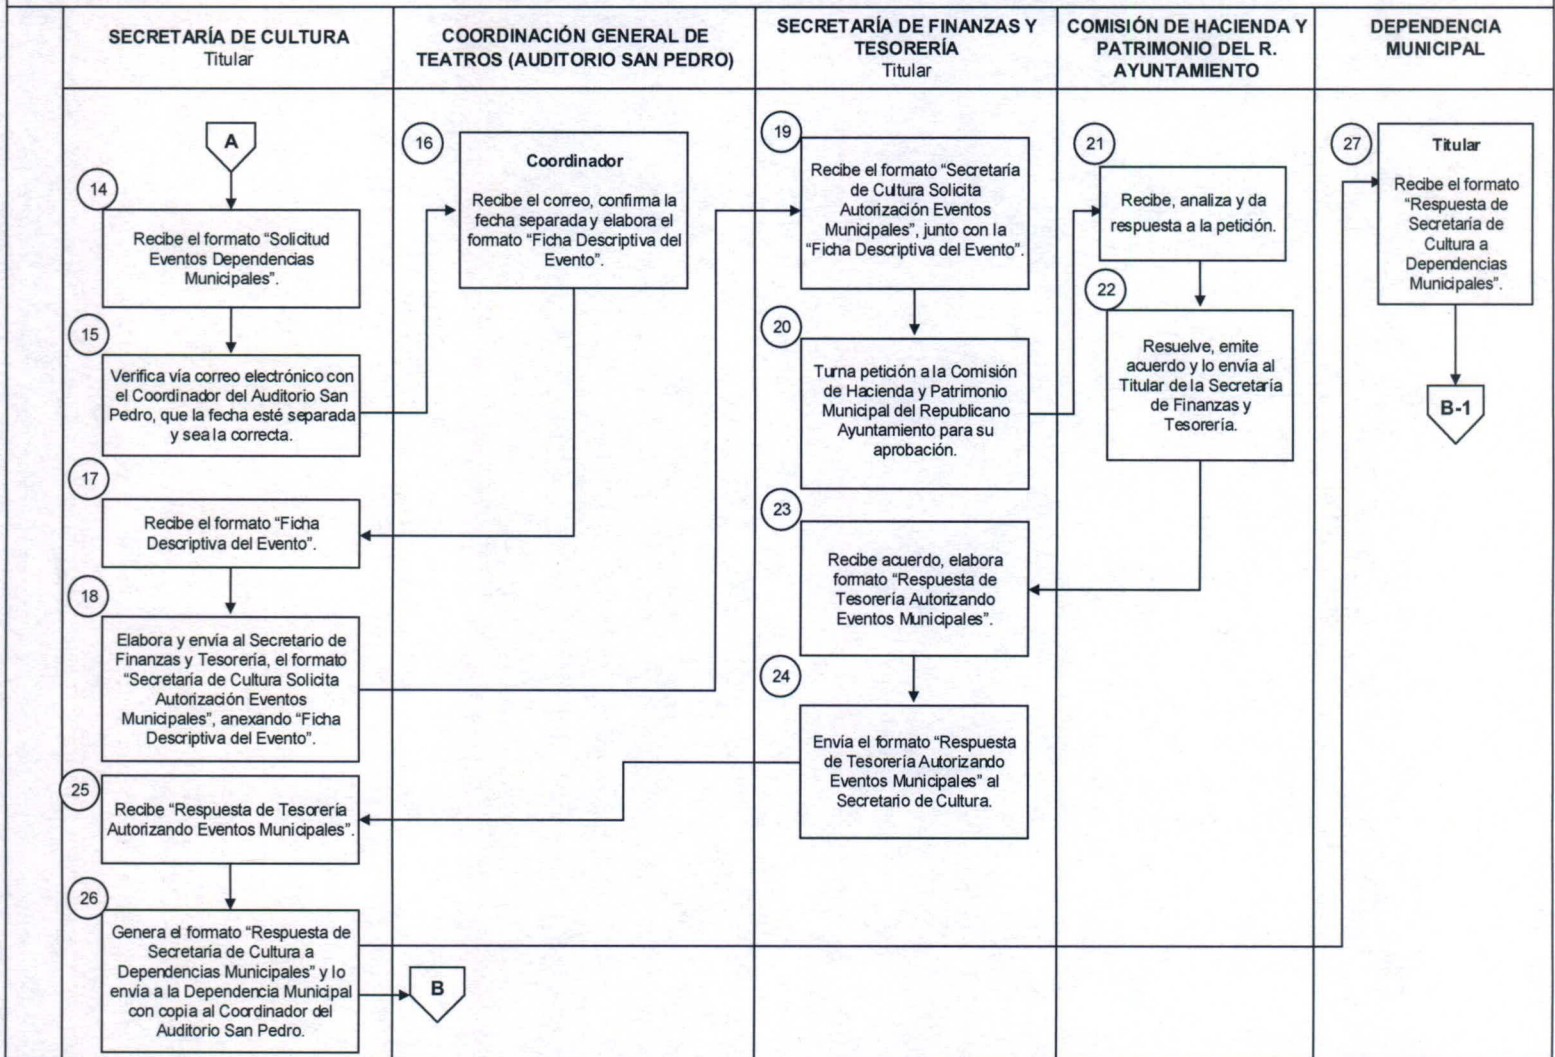 SECRETARÍA DE CULTURA
Titular
COORDINACIÓN GENERAL DE
TEATROS (AUDITORIO SAN PEDRO)
SECRETARÍA DE FINANZAS Y
TESORERÍA
Titular
COMISIÓN DE HACIENDA Y
PATRIMONIO DEL R.
AYUNTAMIENTO
DEPENDENCIA
MUNICIPAL
A
14
Recibe el formato “Solicitud
Eventos Dependencias
Municipales”.
15
Verifica vía correo electrónico con
el Coordinador del Auditorio San
Pedro, que la fecha esté separada
y sea la correcta.
16
Coordinador
Recibe el correo, confirma la
fecha separada y elabora el
formato “Ficha Descriptiva del
Evento”.
17
Recibe el formato “Ficha
Descriptiva del Evento”.
18
Elabora y envía al Secretario de
Finanzas y Tesorería, el formato
“Secretaría de Cultura Solicita
Autorización Eventos
Municipales”, anexando “Ficha
Descriptiva del Evento”.
19
Recibe el formato “Secretaría
de Cultura Solicita
Autorización Eventos
Municipales”, junto con la
“Ficha Descriptiva del Evento”.
20
Turna petición a la Comisión
de Hacienda y Patrimonio
Municipal del Republicano
Ayuntamiento para su
aprobación.
21
Recibe, analiza y da
respuesta a la petición.
22
Resuelve, emite
acuerdo y lo envía al
Titular de la Secretaría
de Finanzas y
Tesorería.
23
Recibe acuerdo, elabora
formato “Respuesta de
Tesorería Autorizando
Eventos Municipales”.
24
Envía el formato “Respuesta
de Tesorería Autorizando
Eventos Municipales” al
Secretario de Cultura.
25
Recibe “Respuesta de Tesorería
Autorizando Eventos Municipales”.
26
Genera el formato “Respuesta de
Secretaría de Cultura a
Dependencias Municipales” y lo
envía a la Dependencia Municipal
con copia al Coordinador del
Auditorio San Pedro.
B
27
Titular
Recibe el formato
“Respuesta de
Secretaría de
Cultura a
Dependencias
Municipales”.
B-1